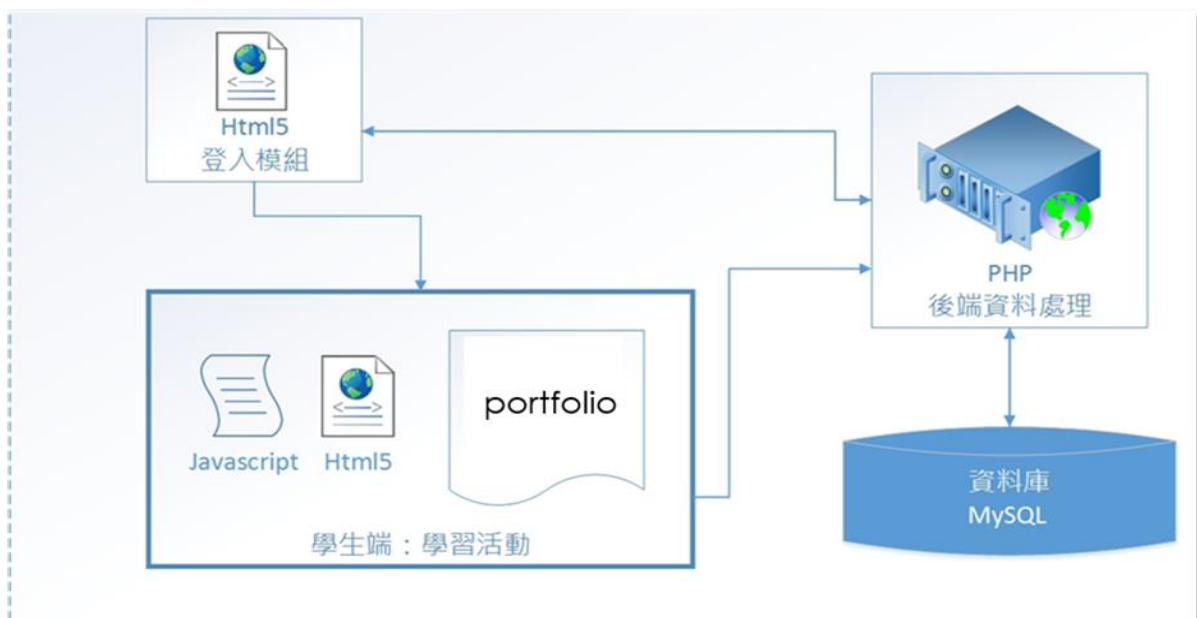 Html5
登入模組
PHP
後端資料處理
portfolio
Javascript
Html5
學生端：學習活動
資料庫
MySQL